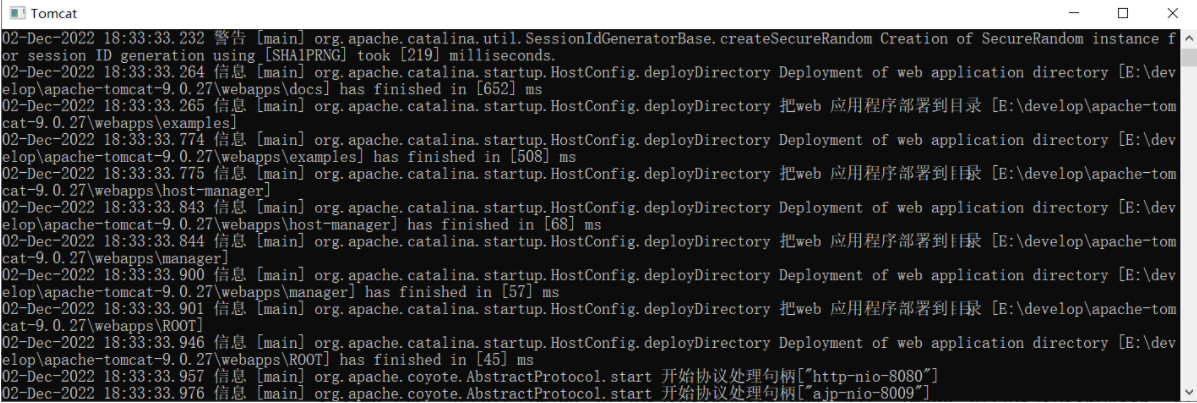 Tomcat
02-Dec-2022 18:33:33.232 警告 [main] org.apache.catalina.util.SessionIdGeneratorBase.createSecureRandom Creation of SecureRandom instance f
or session ID generation using [SHA1PRNG] took [219] milliseconds.
02-Dec-2022 18:33:33.264 信息 [main] org.apache.catalina.startup.HostConfig.deployDirectory Deployment of web application directory [E:\dev
elop\apache-tomcat-9.0.27\webapps\docs] has finished in [652] ms
02-Dec-2022 18:33:33.265 信息 [main] org.apache.catalina.startup.HostConfig.deployDirectory 把web 应用程序部署到目录 [E:\develop\apache-tom
cat-9.0.27\webapps\examples]
02-Dec-2022 18:33:33.774 信息 [main] org.apache.catalina.startup.HostConfig.deployDirectory Deployment of web application directory [E:\dev
elop\apache-tomcat-9.0.27\webapps\examples] has finished in [508] ms
02-Dec-2022 18:33:33.775 信息 [main] org.apache.catalina.startup.HostConfig.deployDirectory 把web 应用程序部署到目录 [E:\develop\apache-tom
cat-9.0.27\webapps\host-manager]
02-Dec-2022 18:33:33.843 信息 [main] org.apache.catalina.startup.HostConfig.deployDirectory Deployment of web application directory [E:\dev
elop\apache-tomcat-9.0.27\webapps\host-manager] has finished in [68] ms
02-Dec-2022 18:33:33.844 信息 [main] org.apache.catalina.startup.HostConfig.deployDirectory 把web 应用程序部署到目录 [E:\develop\apache-tom
cat-9.0.27\webapps\manager]
02-Dec-2022 18:33:33.900 信息 [main] org.apache.catalina.startup.HostConfig.deployDirectory Deployment of web application directory [E:\dev
elop\apache-tomcat-9.0.27\webapps\manager] has finished in [57] ms
02-Dec-2022 18:33:33.901 信息 [main] org.apache.catalina.startup.HostConfig.deployDirectory 把web 应用程序部署到目录 [E:\develop\apache-tom
cat-9.0.27\webapps\ROOT]
02-Dec-2022 18:33:33.946 信息 [main] org.apache.catalina.startup.HostConfig.deployDirectory Deployment of web application directory [E:\dev
elop\apache-tomcat-9.0.27\webapps\ROOT] has finished in [45] ms
02-Dec-2022 18:33:33.957 信息 [main] org.apache.coyote.AbstractProtocol.start 开始协议处理句柄["http-nio-8080"]
02-Dec-2022 18:33:33.976 信息 [main] org.apache.coyote.AbstractProtocol.start 开始协议处理句柄["ajp-nio-8009"]